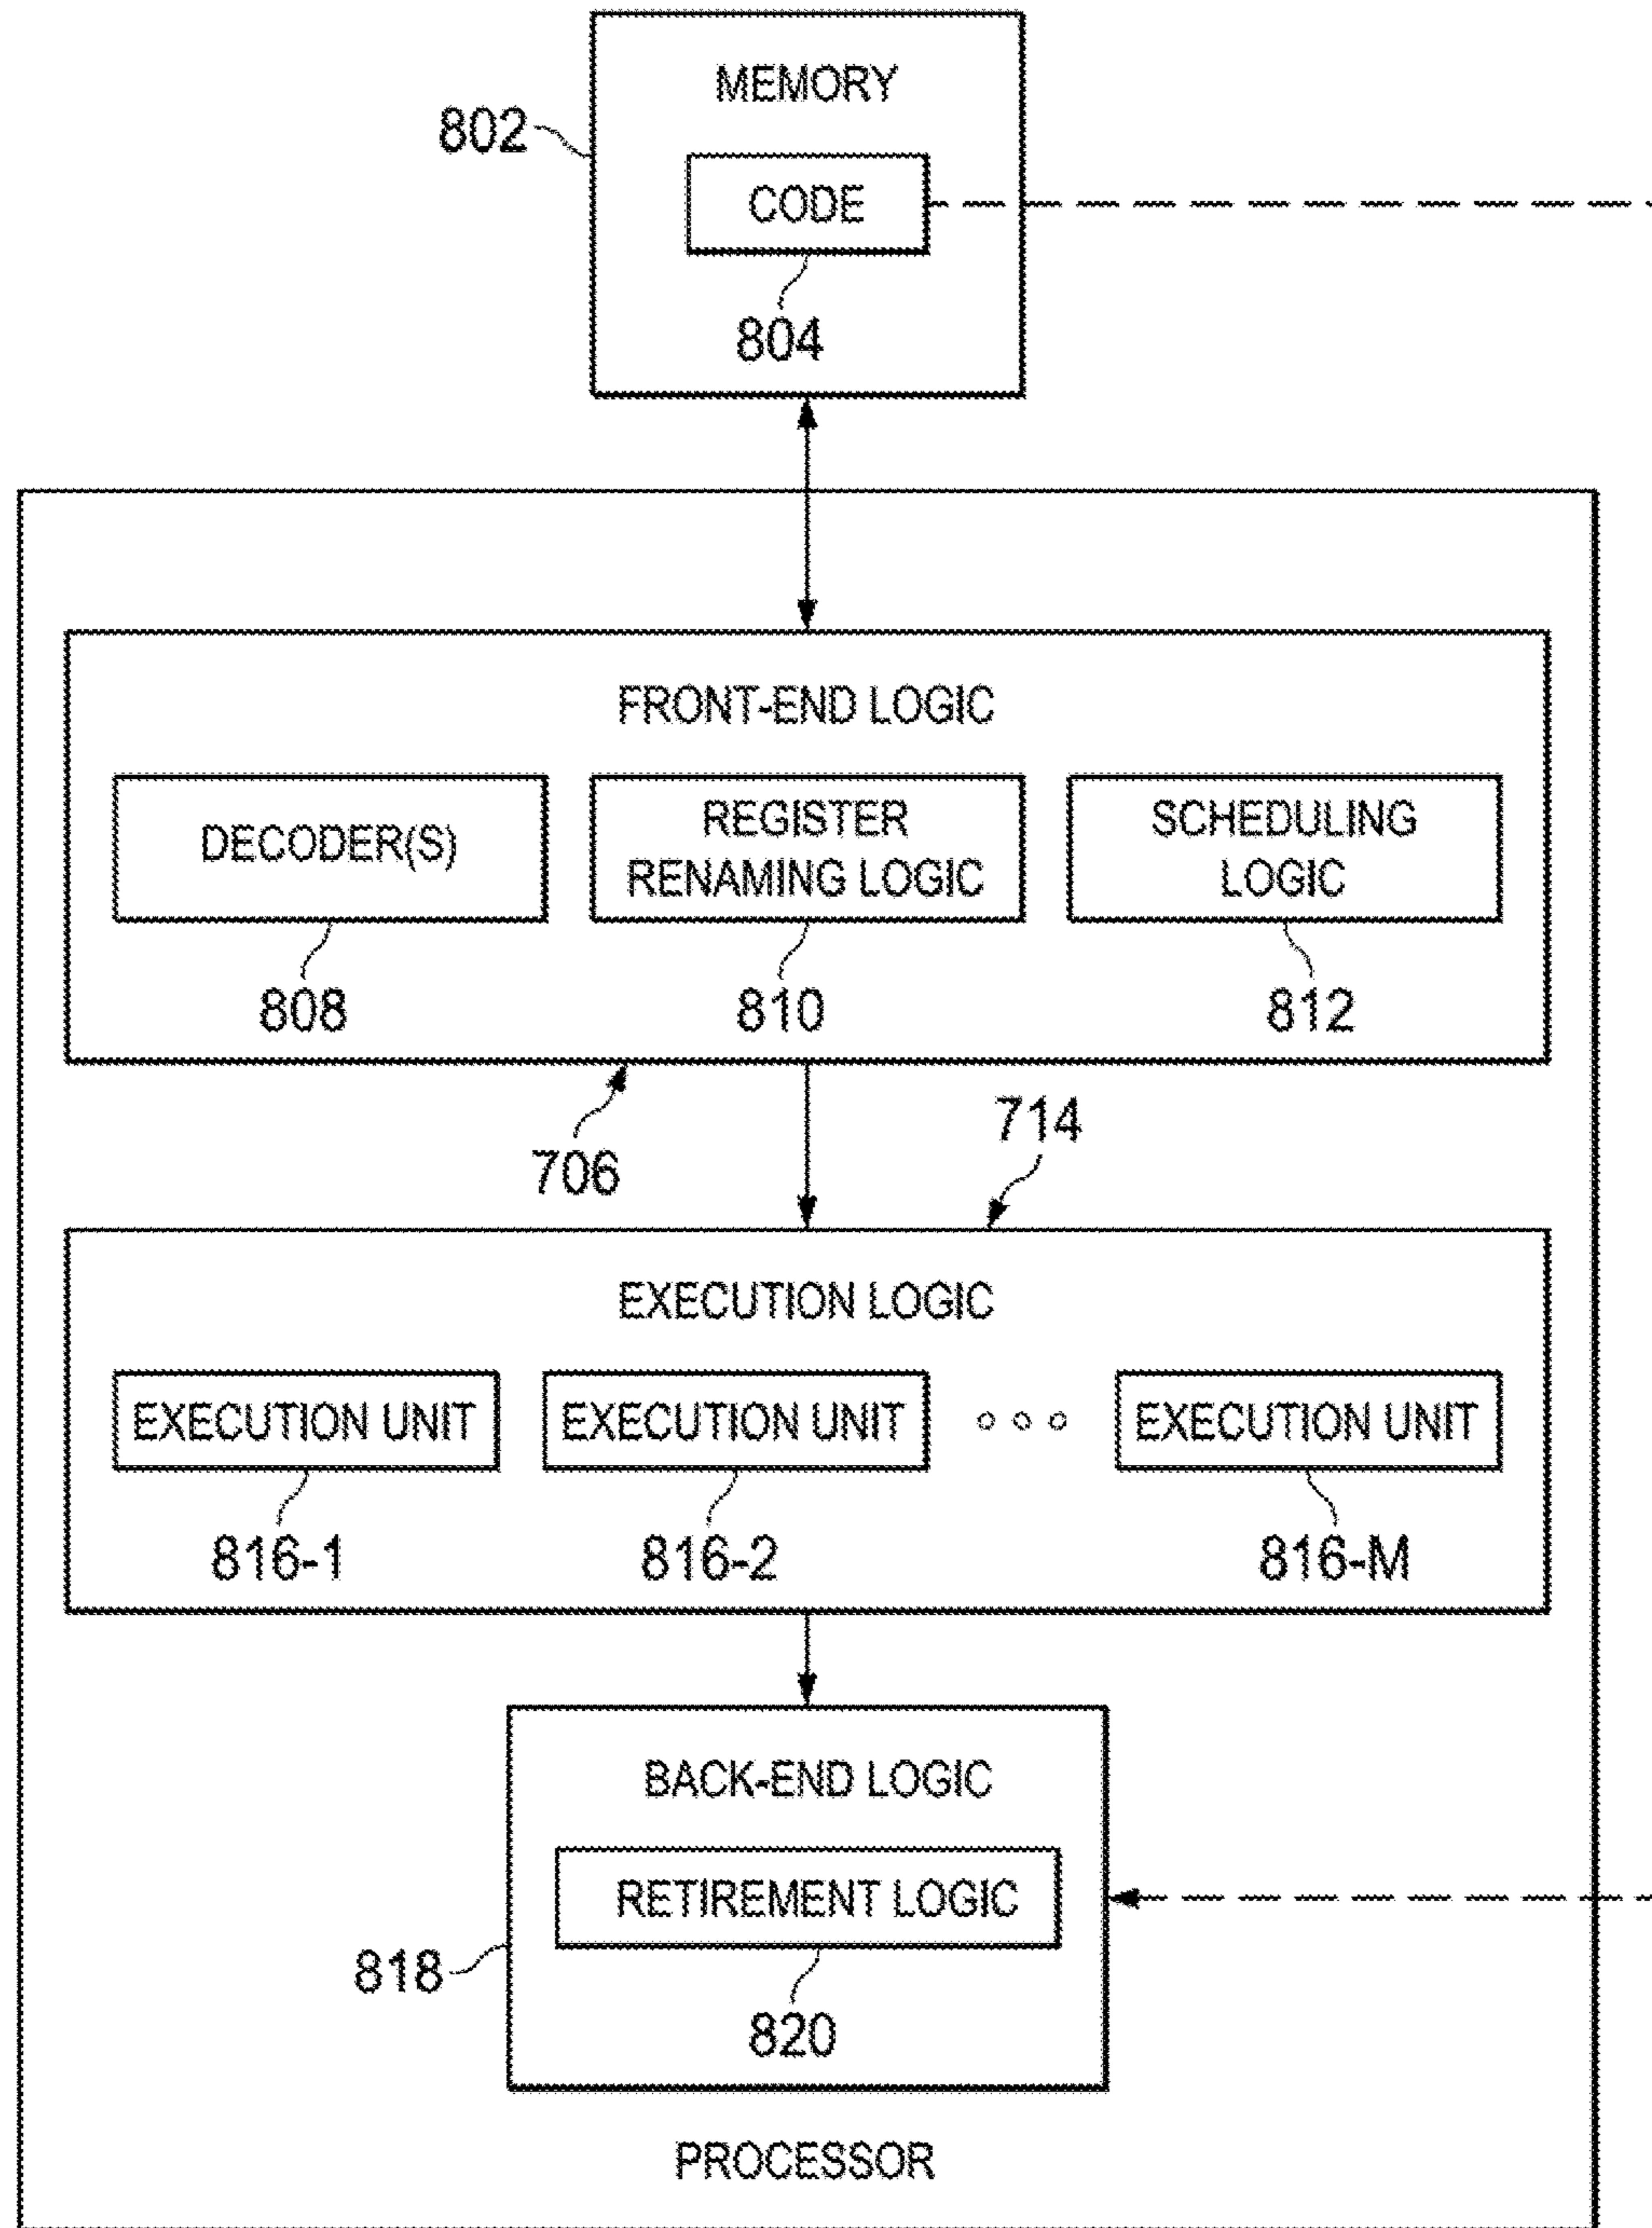 MEMORY
802
CODE
804
FRONT-END LOGIC
DECODER(S)
REGISTER
RENAMING LOGIC
SCHEDULING
LOGIC
808
810
812
706
714
EXECUTION LOGIC
EXECUTION UNIT
EXECUTION UNIT
EXECUTION UNIT
816-1
816-2
816-M
BACK-END LOGIC
RETIREMENT LOGIC
818
820
PROCESSOR